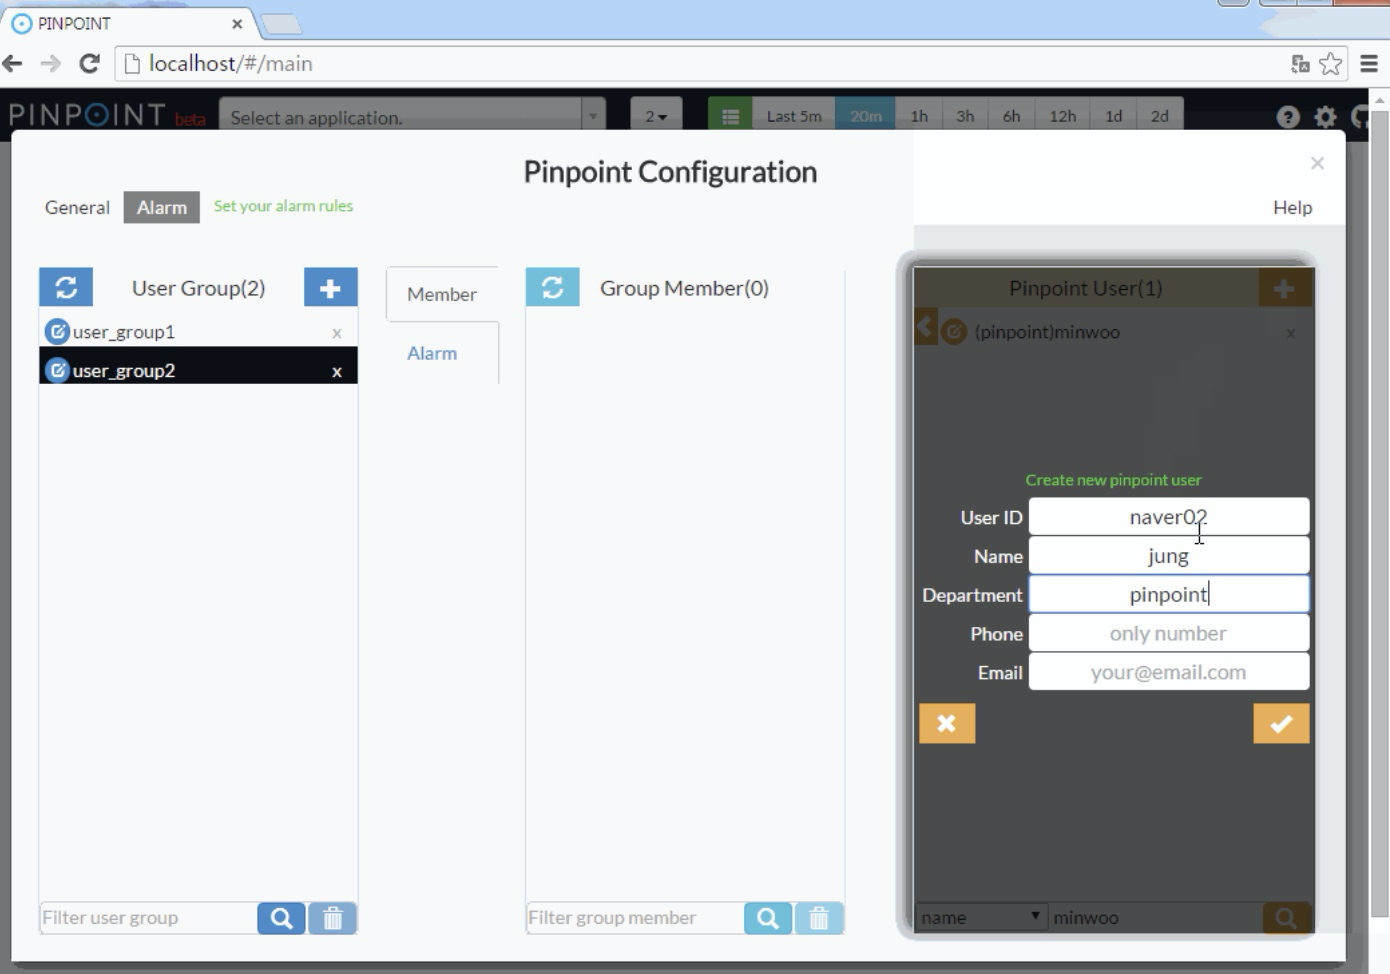 PINPOINT
localhost/#/main
PINPOINT beta Select an application. 2 Last 5m 20m 1h 3h 6h 12h 1d 2d
Pinpoint Configuration
General Alarm Set your alarm rules Help
User Group(2) Member Group Member(0) Pinpoint User(1)
user_group1 x (pinpoint)minwoo x
Alarm
user_group2 x
Create new pinpoint user
User ID naver02
Name jung
Department pinpoint
Phone only number
Email your@email.com
Filter user group Filter group member name minwoo